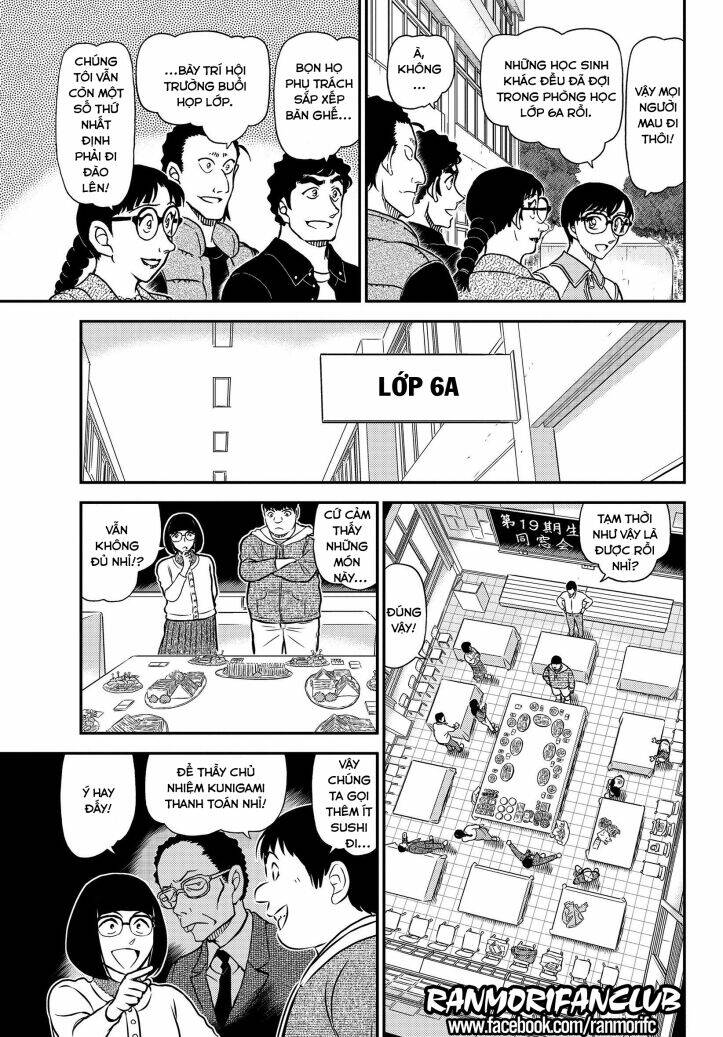 VẬY MỌI
NGƯỜI
MAU ĐI
THÔI!
NHỮNG HỌC SINH
KHÁC ĐỀU ĐÃ ĐỢI
TRONG PHÒNG HỌC
LỚP 6A RỒI.
À,
KHÔNG
...
BỌN HỌ
PHỤ TRÁCH
SẮP XẾP
BÀN GHẾ...
...BÀY TRÍ HỘI
TRƯỜNG BUỔI
HỌP LỚP.
CHÚNG
TÔI VẪN
CÒN MỘT
SỐ THỨ
NHẤT
ĐỊNH
PHẢI ĐI
ĐÀO
LÊN!
LỚP 6A
第19期生
同窓会
TẠM THỜI
NHƯ VẬY LÀ
ĐƯỢC RỒI
NHỈ?
ĐÚNG
VẬY!
CỨ CẢM
THẤY
NHỮNG
MÓN
NÀY...
VẪN
KHÔNG
ĐỦ NHỈ!?
VẬY
CHÚNG
TA GỌI
THÊM ÍT
SUSHI
ĐI...
ĐỂ THẦY CHỦ
NHIỆM KUNIGAMI
THANH TOÁN NHỈ!
Ý HAY
ĐẤY!
RANMORIFANCLUB
www.facebook.com/ranmorifc